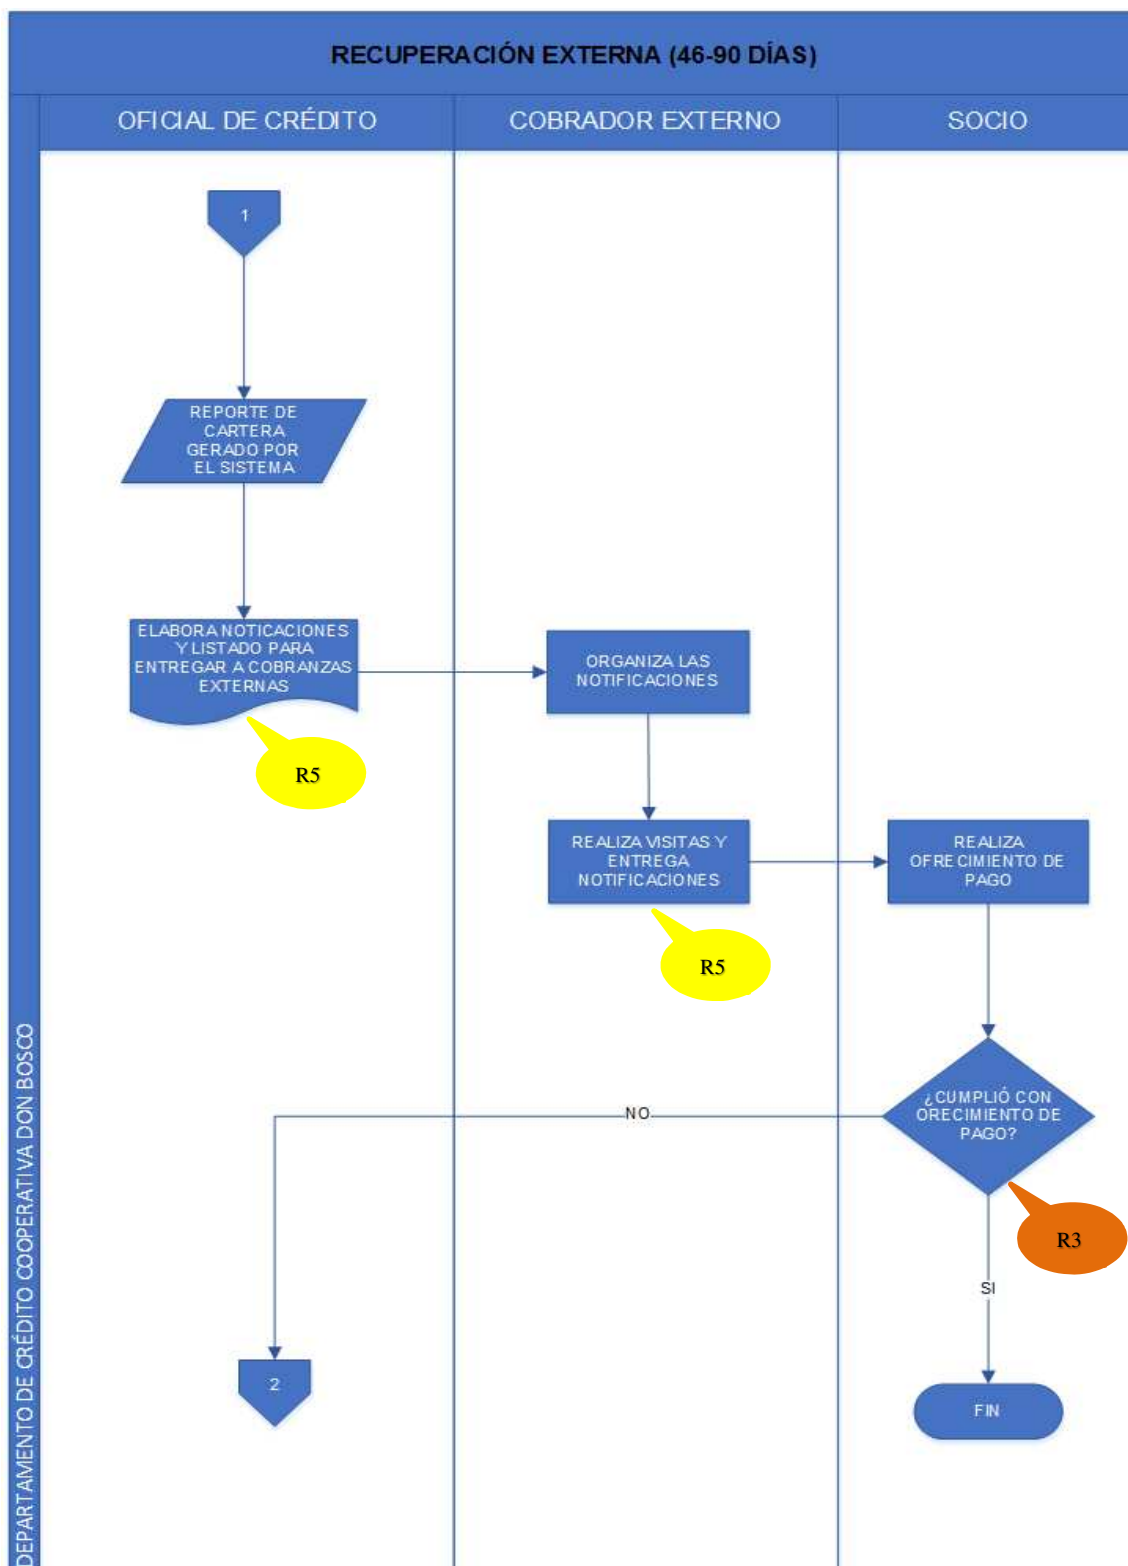 RECUPERACIÓN EXTERNA (46-90 DÍAS)
OFICIAL DE CRÉDITO
COBRADOR EXTERNO
SOCIO
1
REPORTE DE
CARTERA
GERADO POR
EL SISTEMA
ELABORA NOTICACIONES
Y LISTADO PARA
ENTREGAR A COBRANZAS
EXTERNAS
R5
ORGANIZA LAS
NOTIFICACIONES
REALIZA VISITAS Y
ENTREGA
NOTIFICACIONES
R5
REALIZA
OFRECIMIENTO DE
PAGO
¿CUMPLIÓ CON
ORECIMIENTO DE
PAGO?
R3
NO
SI
2
FIN
DEPARTAMENTO DE CRÉDITO COOPERATIVA DON BOSCO